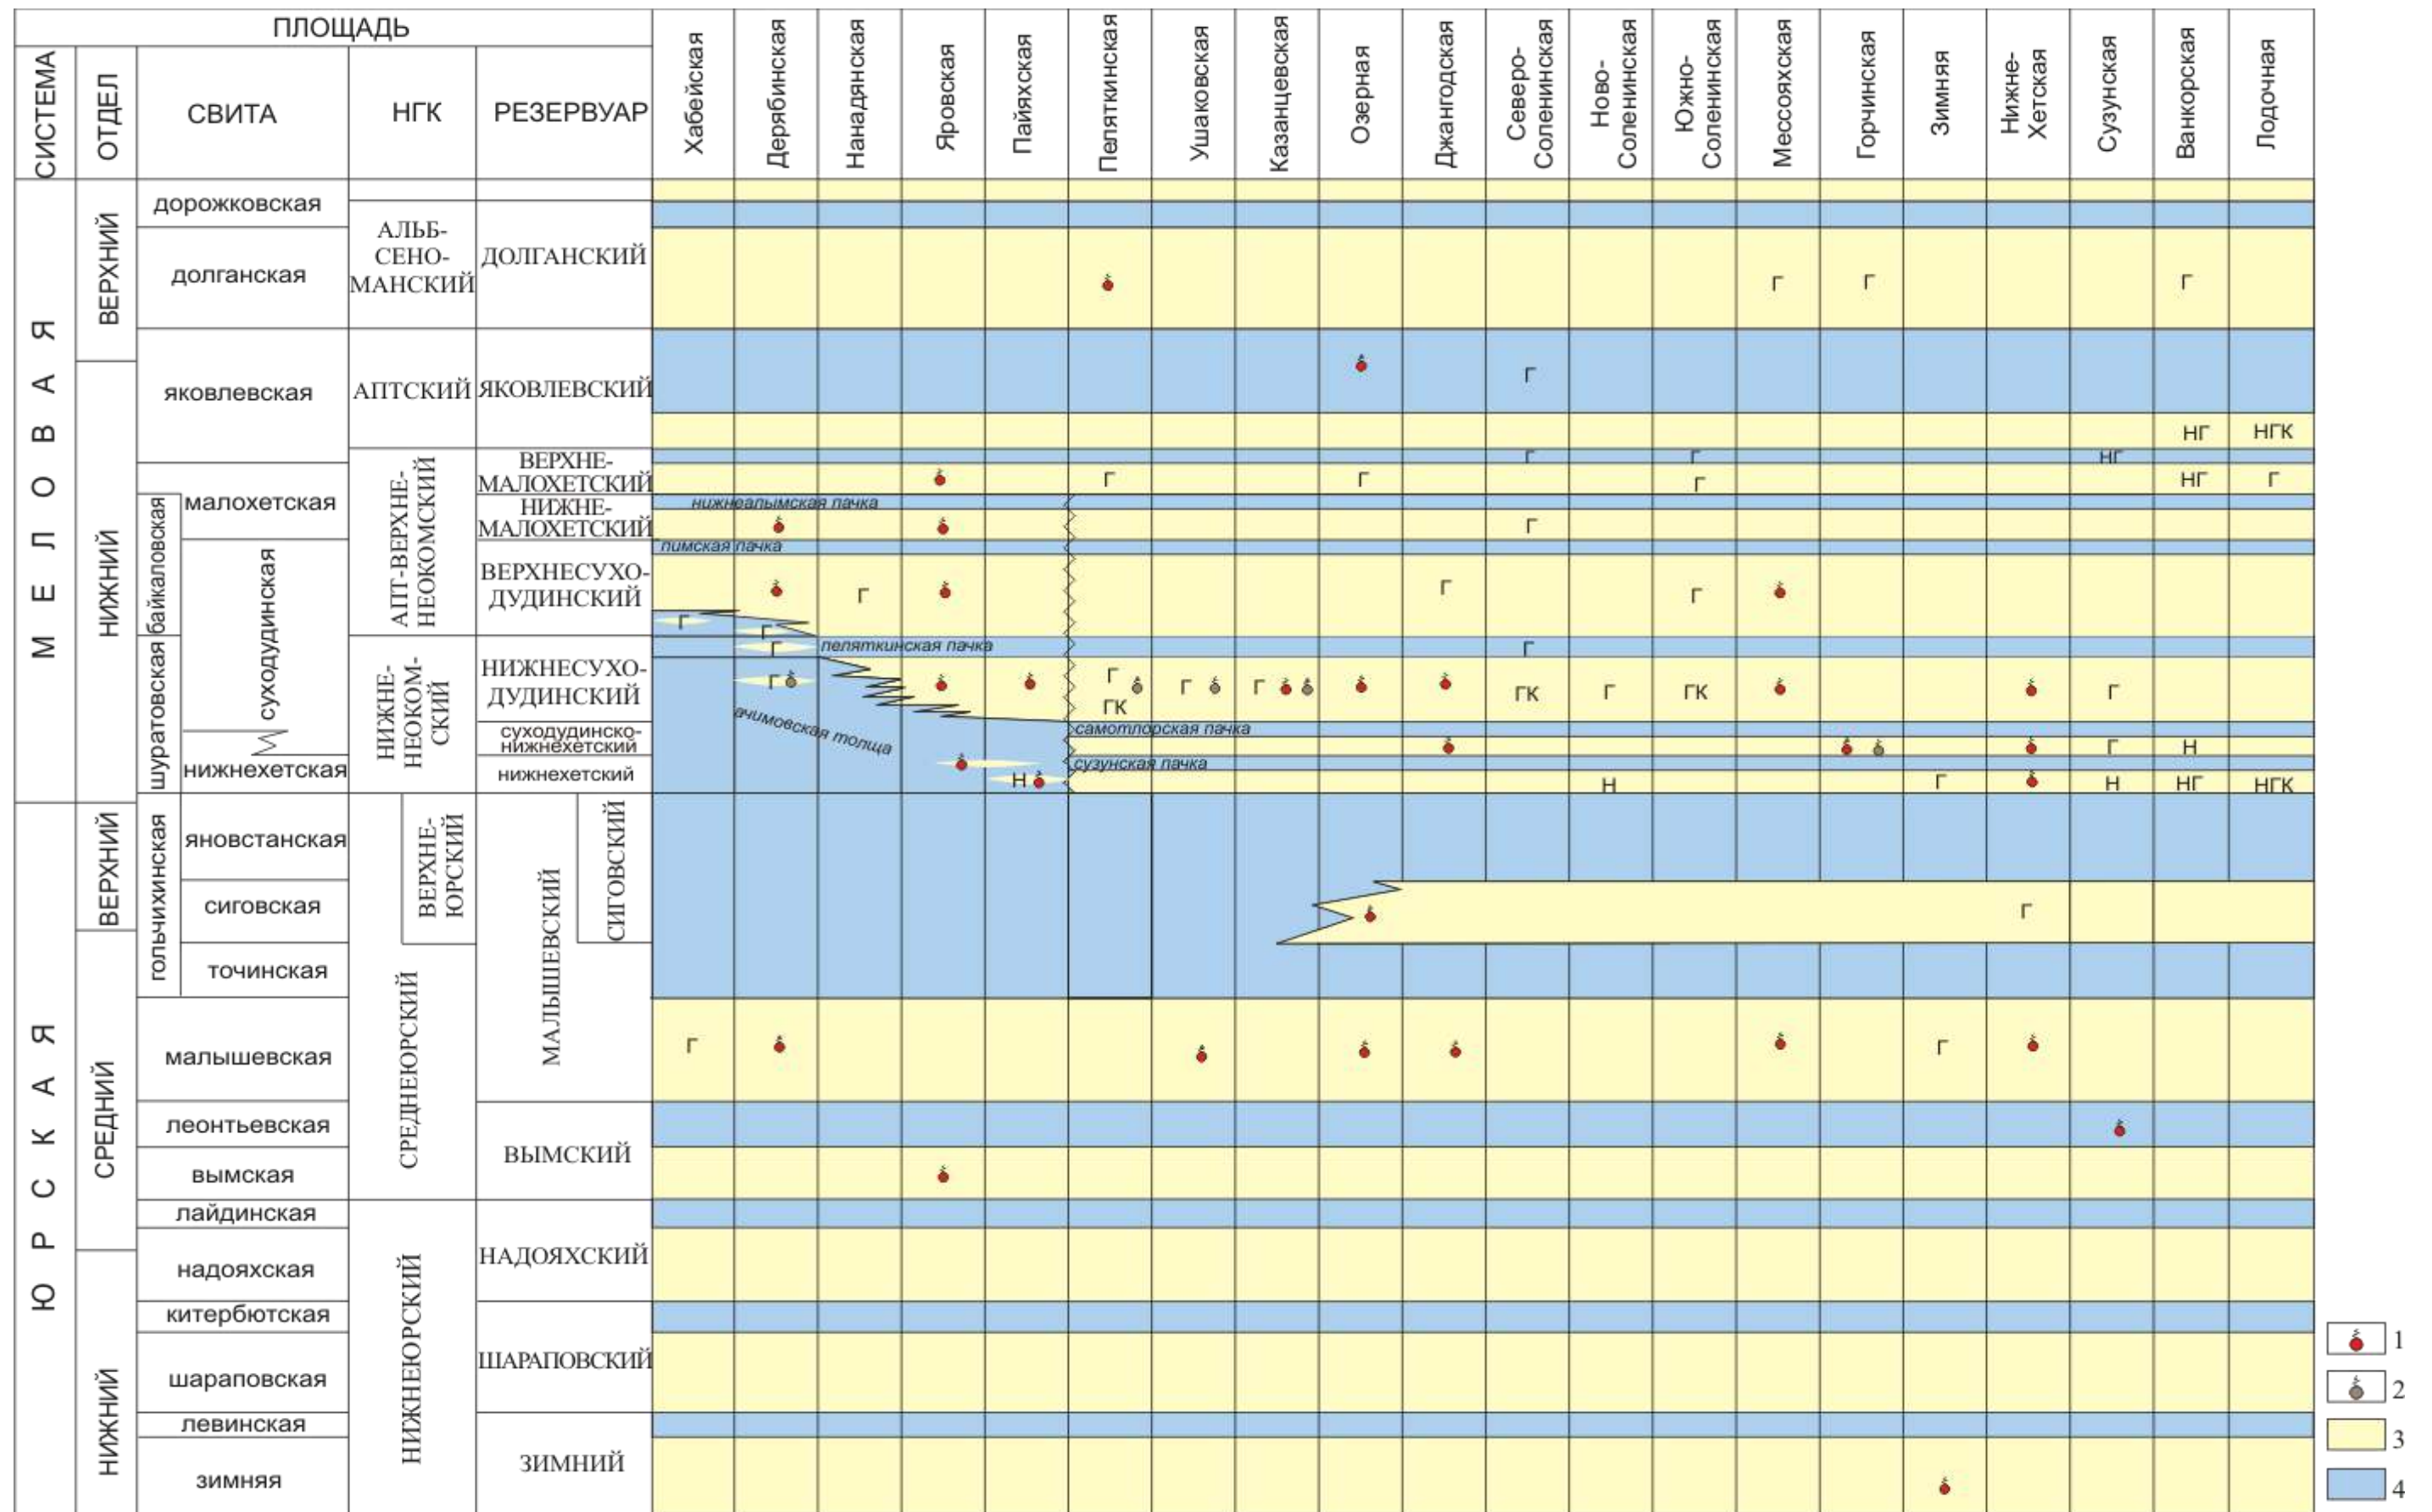 ПЛОЩАДЬ
СИСТЕМА
ОТДЕЛ
СВИТА
НГК
РЕЗЕРВУАР
Хабейская
Дерябинская
Нанадянская
Яровская
Пайяхская
Пеляткинская
Ушаковская
Казанцевская
Озерная
Джангодская
Северо-
Соленинская
Ново-
Соленинская
Южно-
Соленинская
Мессояхская
Горчинская
Зимняя
Нижне-
Хетская
Сузунская
Ванкорская
Лодочная
МЕЛОВАЯ
ВЕРХНИЙ
дорожковская
долганская
АЛЬБ-
СЕНО-
МАНСКИЙ
ДОЛГАНСКИЙ
Г
Г
Г
НИЖНИЙ
яковлевская
АПТСКИЙ
ЯКОВЛЕВСКИЙ
Г
НГ
НГК
малохетская
АПТ-ВЕРХНЕ-
НЕОКОМСКИЙ
ВЕРХНЕ-
МАЛОХЕТСКИЙ
Г
Г
НГ
Г
Г
Г
НГ
Г
байкаловская
нижнеалымская пачка
НИЖНЕ-
МАЛОХЕТСКИЙ
Г
пимская пачка
суходудинская
ВЕРХНЕСУХО-
ДУДИНСКИЙ
Г
Г
Г
Г
Г
шуратовская
НИЖНЕ-
НЕОКОМ-
СКИЙ
Г
пеляткинская пачка
Г
НИЖНЕСУХО-
ДУДИНСКИЙ
Г
Г
ГК
Г
Г
ГК
Г
ГК
Г
ачимовская толща
самотлорская пачка
суходудинско-
нижнехетский
Г
Н
нижнехетская
сузунская пачка
нижнехетский
Н
Н
Г
Н
НГ
НГК
ЮРСКАЯ
ВЕРХНИЙ
гольчихинская
яновстанская
ВЕРХНЕ-
ЮРСКИЙ
МАЛЫШЕВСКИЙ
СИГОВСКИЙ
сиговская
Г
точинская
СРЕДНИЙ
СРЕДНЕЮРСКИЙ
малышевская
Г
Г
леонтьевская
ВЫМСКИЙ
вымская
лайдинская
НИЖНЕЮРСКИЙ
НАДОЯХСКИЙ
НИЖНИЙ
надояхская
китербютская
ШАРАПОВСКИЙ
шараповская
левинская
ЗИМНИЙ
зимняя
1
2
3
4